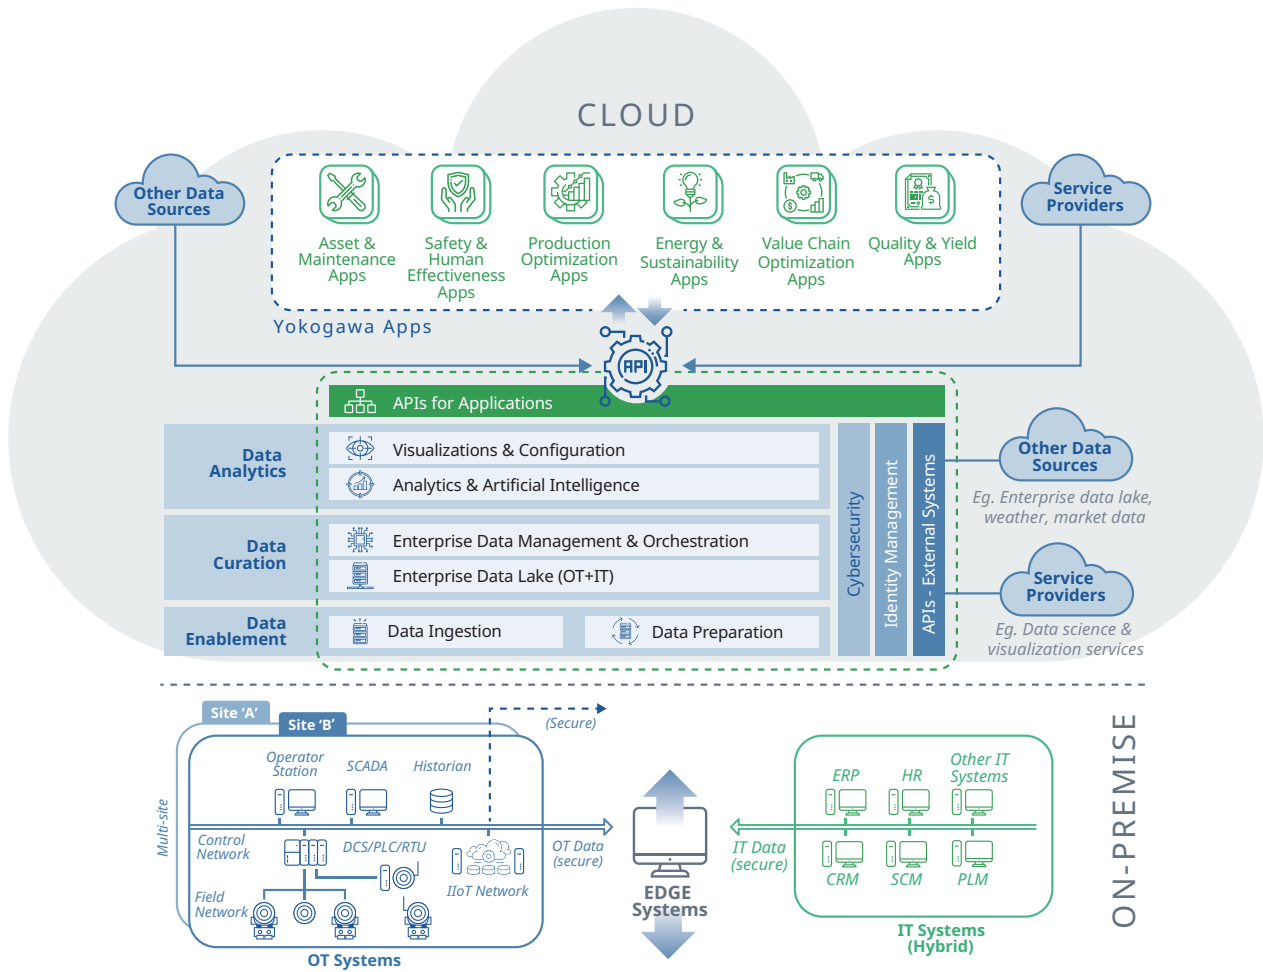 CLOUD
Other Data
Sources
Service
Providers
Asset &
Maintenance
Apps
Safety &
Human
Effectiveness
Apps
Production
Optimization
Apps
Energy &
Sustainability
Apps
Value Chain
Optimization
Apps
Quality & Yield
Apps
Yokogawa Apps
API
APIs for Applications
Data
Analytics
Visualizations & Configuration
Analytics & Artificial Intelligence
Data
Curation
Enterprise Data Management & Orchestration
Enterprise Data Lake (OT+IT)
Data
Enablement
Data Ingestion
Data Preparation
Cybersecurity
Identity Management
APIs - External Systems
Other Data
Sources
Eg. Enterprise data lake,
weather, market data
Service
Providers
Eg. Data science &
visualization services
ON-PREMISE
Site ‘A’
Site ‘B’
(Secure)
Multi-site
Operator
Station
SCADA
Historian
Control
Network
DCS/PLC/RTU
IIoT Network
Field
Network
OT Systems
OT Data
(secure)
EDGE
Systems
IT Data
(secure)
ERP
HR
Other IT
Systems
CRM
SCM
PLM
IT Systems
(Hybrid)